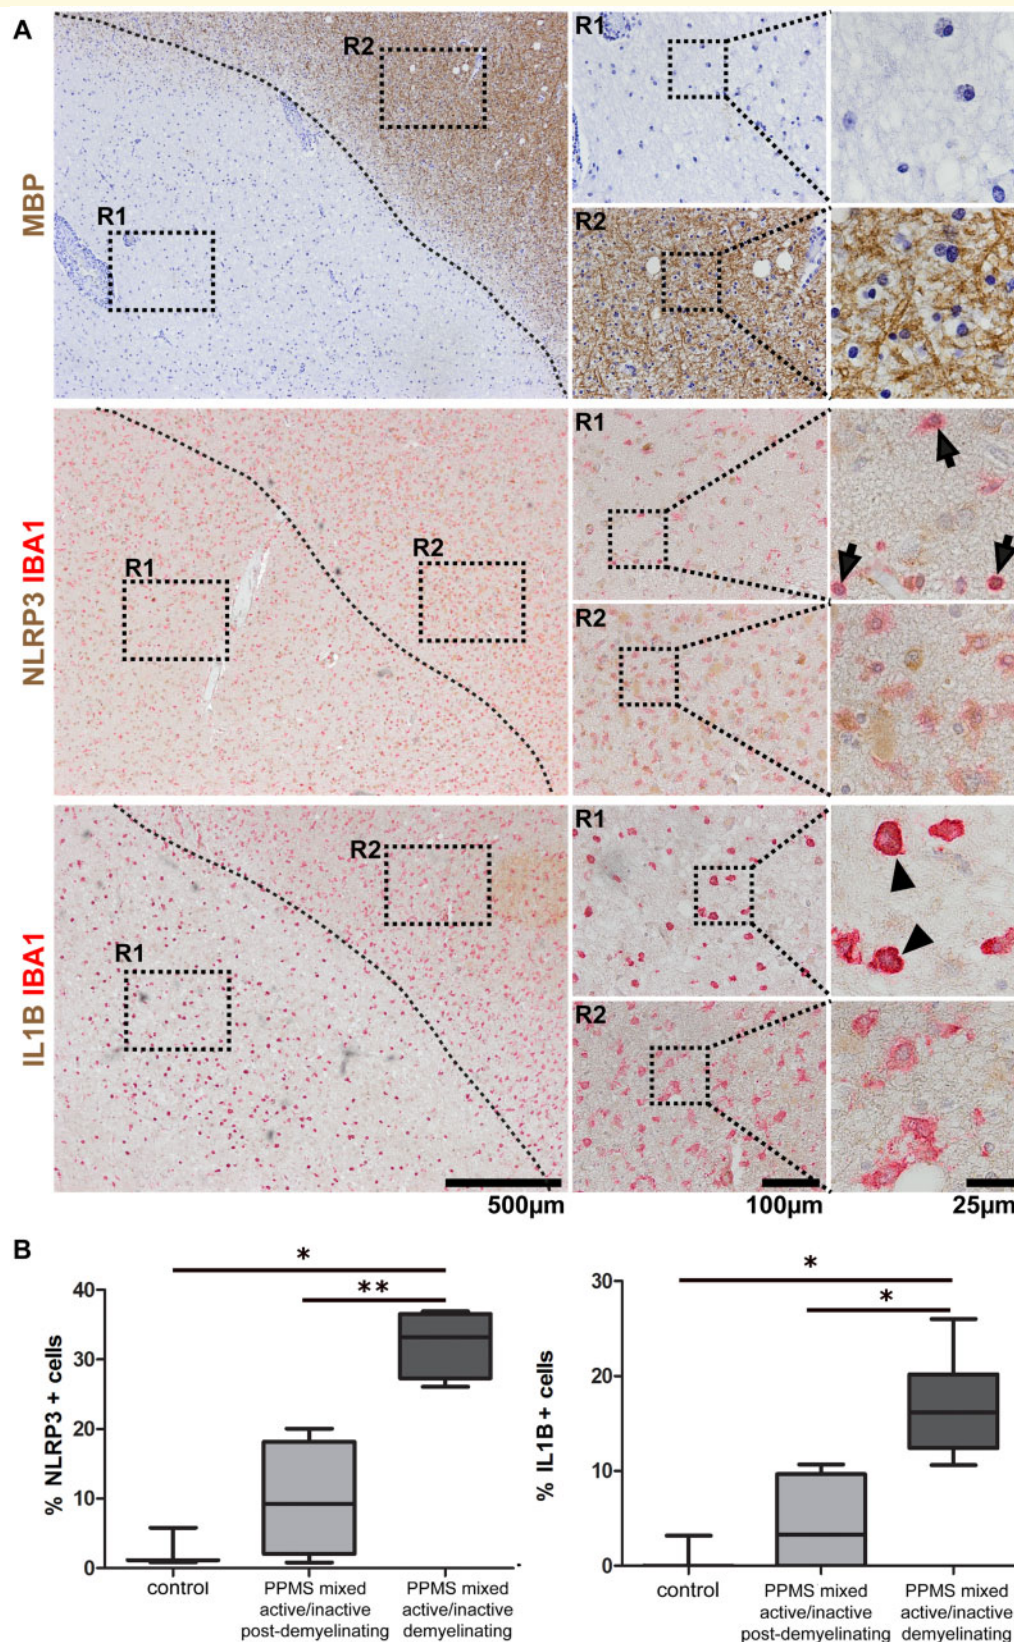 A
MBP
R2
R1
R1
R2
NLRP3 IBA1
R1
R2
R1
R2
IL1B IBA1
R2
R1
R1
R2
500µm
100µm
25µm
B
*
**
% NLRP3 + cells
40
30
20
10
0
control
PPMS mixed
active/inactive
post-demyelinating
PPMS mixed
active/inactive
demyelinating
*
*
% IL1B + cells
30
20
10
0
control
PPMS mixed
active/inactive
post-demyelinating
PPMS mixed
active/inactive
demyelinating